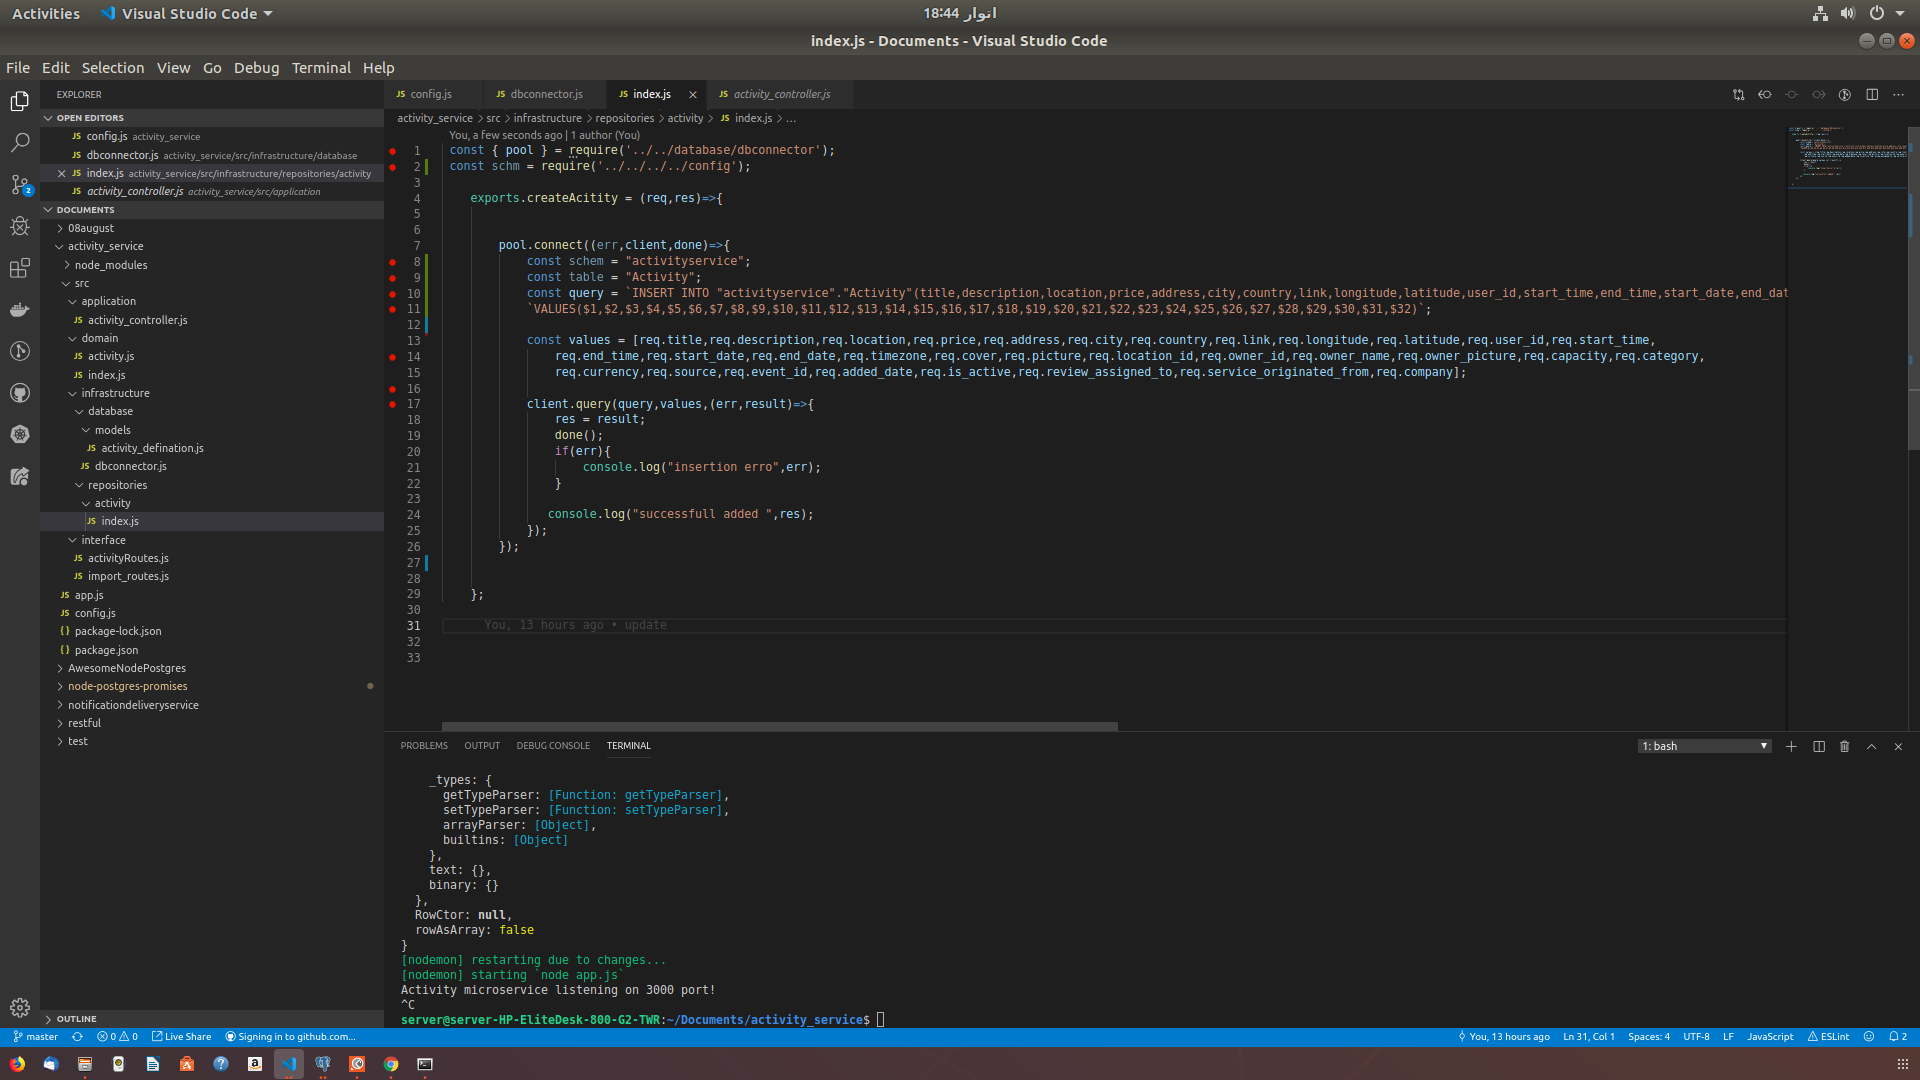 Activities
Visual Studio Code
اتوار 18:44
index.js - Documents - Visual Studio Code
File Edit Selection View Go Debug Terminal Help
EXPLORER
OPEN EDITORS
JS config.js activity_service
JS dbconnector.js activity_service/src/infrastructure/database
JS index.js activity_service/src/infrastructure/repositories/activity
JS activity_controller.js activity_service/src/application
2
DOCUMENTS
08august
activity_service
node_modules
src
application
JS activity_controller.js
domain
JS activity.js
JS index.js
infrastructure
database
models
JS activity_defination.js
JS dbconnector.js
repositories
activity
JS index.js
interface
JS activityRoutes.js
JS import_routes.js
JS app.js
JS config.js
{} package-lock.json
{} package.json
AwesomeNodePostgres
node-postgres-promises
notificationdeliveryservice
restful
test
OUTLINE
JS config.js JS dbconnector.js JS index.js JS activity_controller.js
activity_service > src > infrastructure > repositories > activity > JS index.js > ...
You, a few seconds ago | 1 author (You)
1 const { pool } = require('../../database/dbconnector');
2 const schm = require('../../../../config');
3
4 exports.createAcitity = (req,res)=>{
5
6
7 pool.connect((err,client,done)=>{
8 const schem = "activityservice";
9 const table = "Activity";
10 const query = `INSERT INTO "activityservice"."Activity"(title,description,location,price,address,city,country,link,longitude,latitude,user_id,start_time,end_time,start_date,end_dat
11 `VALUES($1,$2,$3,$4,$5,$6,$7,$8,$9,$10,$11,$12,$13,$14,$15,$16,$17,$18,$19,$20,$21,$22,$23,$24,$25,$26,$27,$28,$29,$30,$31,$32)`;
12
13 const values = [req.title,req.description,req.location,req.price,req.address,req.city,req.country,req.link,req.longitude,req.latitude,req.user_id,req.start_time,
14 req.end_time,req.start_date,req.end_date,req.timezone,req.cover,req.picture,req.location_id,req.owner_id,req.owner_name,req.owner_picture,req.capacity,req.category,
15 req.currency,req.source,req.event_id,req.added_date,req.is_active,req.review_assigned_to,req.service_originated_from,req.company];
16
17 client.query(query,values,(err,result)=>{
18 res = result;
19 done();
20 if(err){
21 console.log("insertion erro",err);
22 }
23
24 console.log("successfull added ",res);
25 });
26 });
27
28
29 };
30
31 You, 13 hours ago • update
32
33
PROBLEMS OUTPUT DEBUG CONSOLE TERMINAL
1: bash
_types: {
getTypeParser: [Function: getTypeParser],
setTypeParser: [Function: setTypeParser],
arrayParser: [Object],
builtins: [Object]
},
text: {},
binary: {}
},
RowCtor: null,
rowAsArray: false
}
[nodemon] restarting due to changes...
[nodemon] starting `node app.js`
Activity microservice listening on 3000 port!
^C
server@server-HP-EliteDesk-800-G2-TWR:~/Documents/activity_service$
master 0 0 Live Share Signing in to github.com...
You, 13 hours ago Ln 31, Col 1 Spaces: 4 UTF-8 LF JavaScript ESLint 2